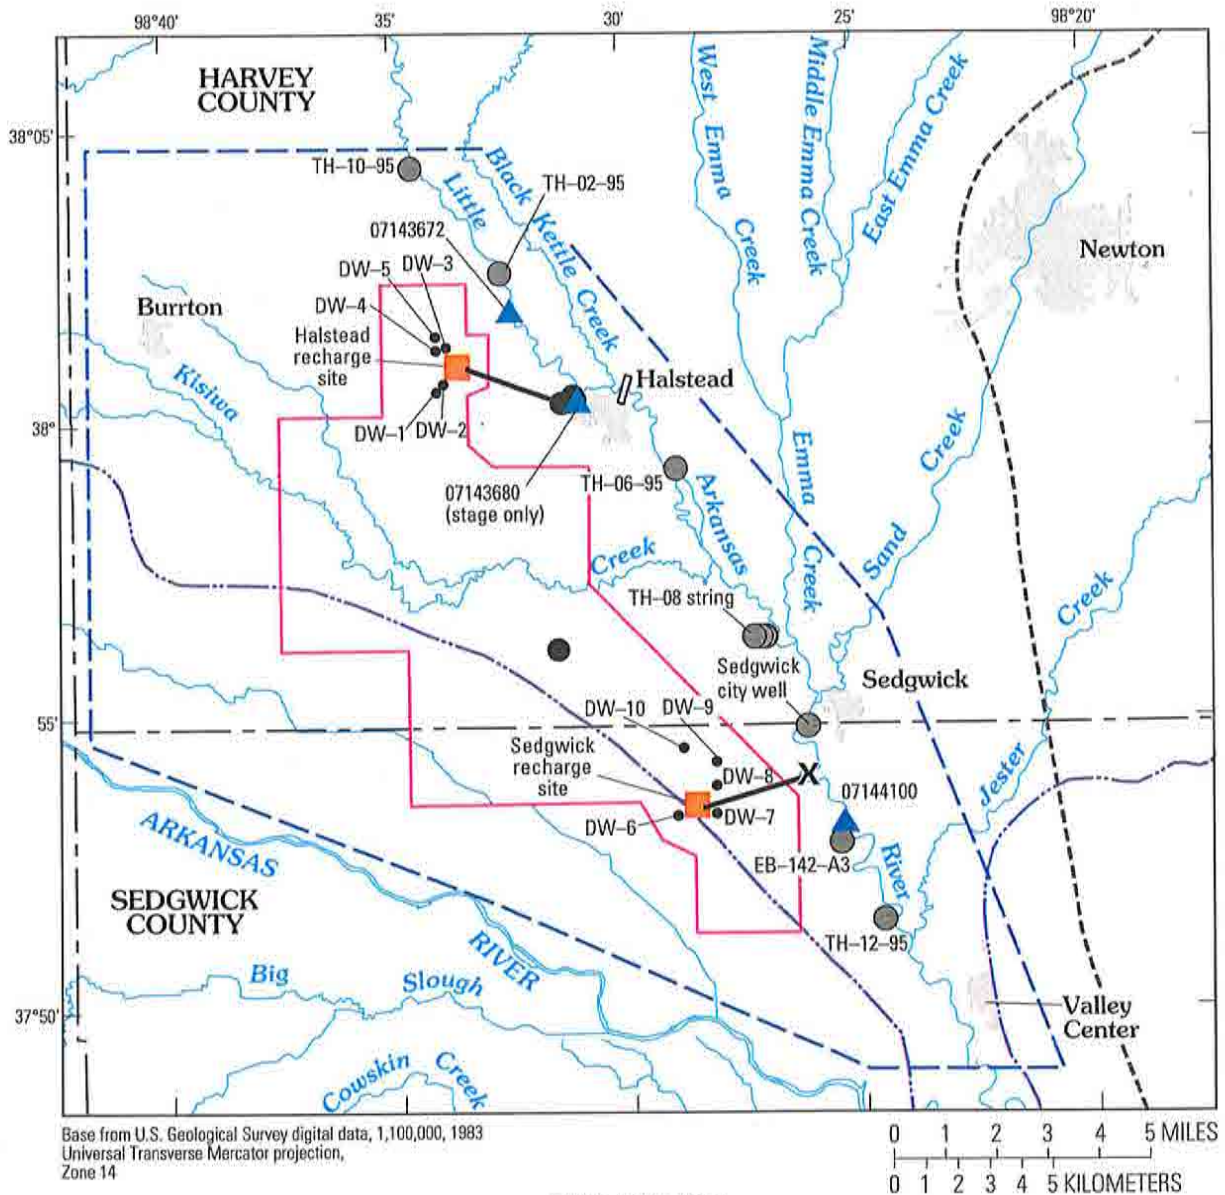 98°40'
35'
30'
25'
98°20'
HARVEY
COUNTY
38°05'
TH–10–95
Little
Black Kettle Creek
TH–02–95
West Emma Creek
Middle Emma Creek
East Emma Creek
Newton
07143672
DW–5
DW–3
DW–4
Burrton
Halstead
recharge
site
Kisiwa
Halstead
38°
DW–1
DW–2
07143680
(stage only)
TH–06–95
Arkansas
Emma
Creek
Sand
Creek
Creek
TH–08 string
Creek
Sedgwick
city well
Sedgwick
55'
DW–10
DW–9
Sedgwick
recharge
site
DW–8
X
07144100
Jester
DW–6
DW–7
ARKANSAS
EB–142–A3
River
SEDGWICK
COUNTY
TH–12–95
RIVER
Big
Slough
37°50'
Valley
Center
Cowskin
Creek
Base from U.S. Geological Survey digital data, 1,100,000, 1983
Universal Transverse Mercator projection,
Zone 14
0 1 2 3 4 5 MILES
0 1 2 3 4 5 KILOMETERS